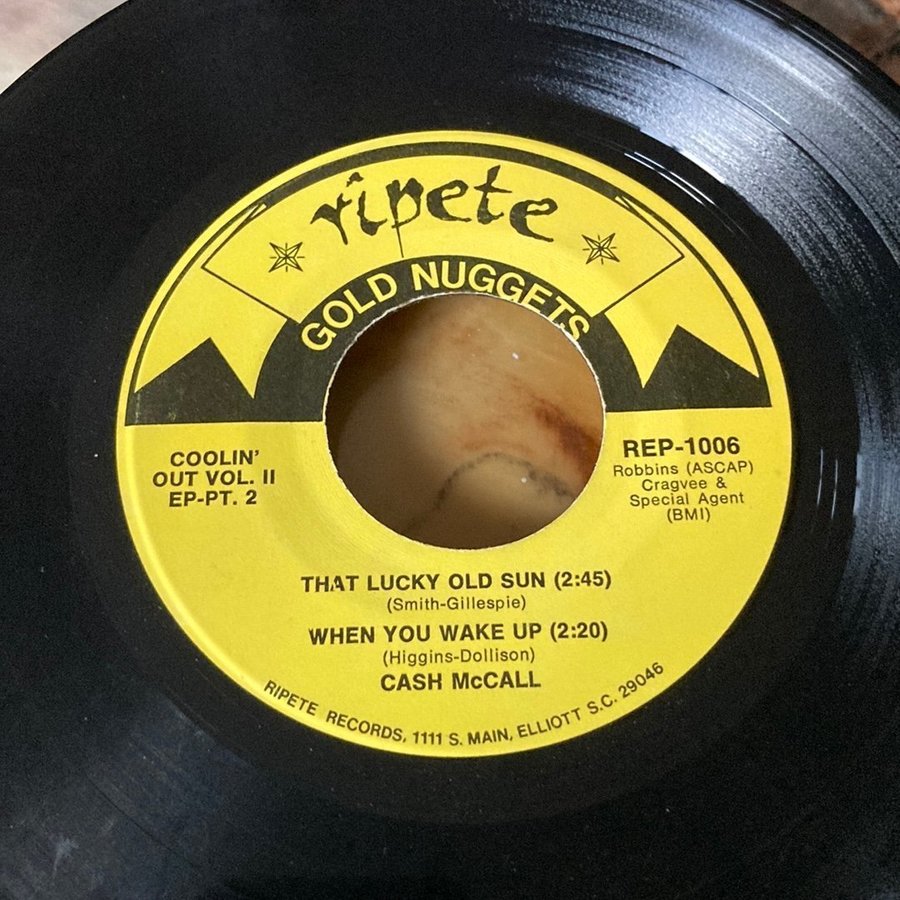 ripete
GOLD NUGGETS
COOLIN'
OUT VOL. II
EP-PT. 2
REP-1006
Robbins (ASCAP)
Cragvee &
Special Agent
(BMI)
THAT LUCKY OLD SUN (2:45)
(Smith-Gillespie)
WHEN YOU WAKE UP (2:20)
(Higgins-Dollison)
CASH McCALL
RIPETE RECORDS, 1111 S. MAIN, ELLIOTT S.C. 29046